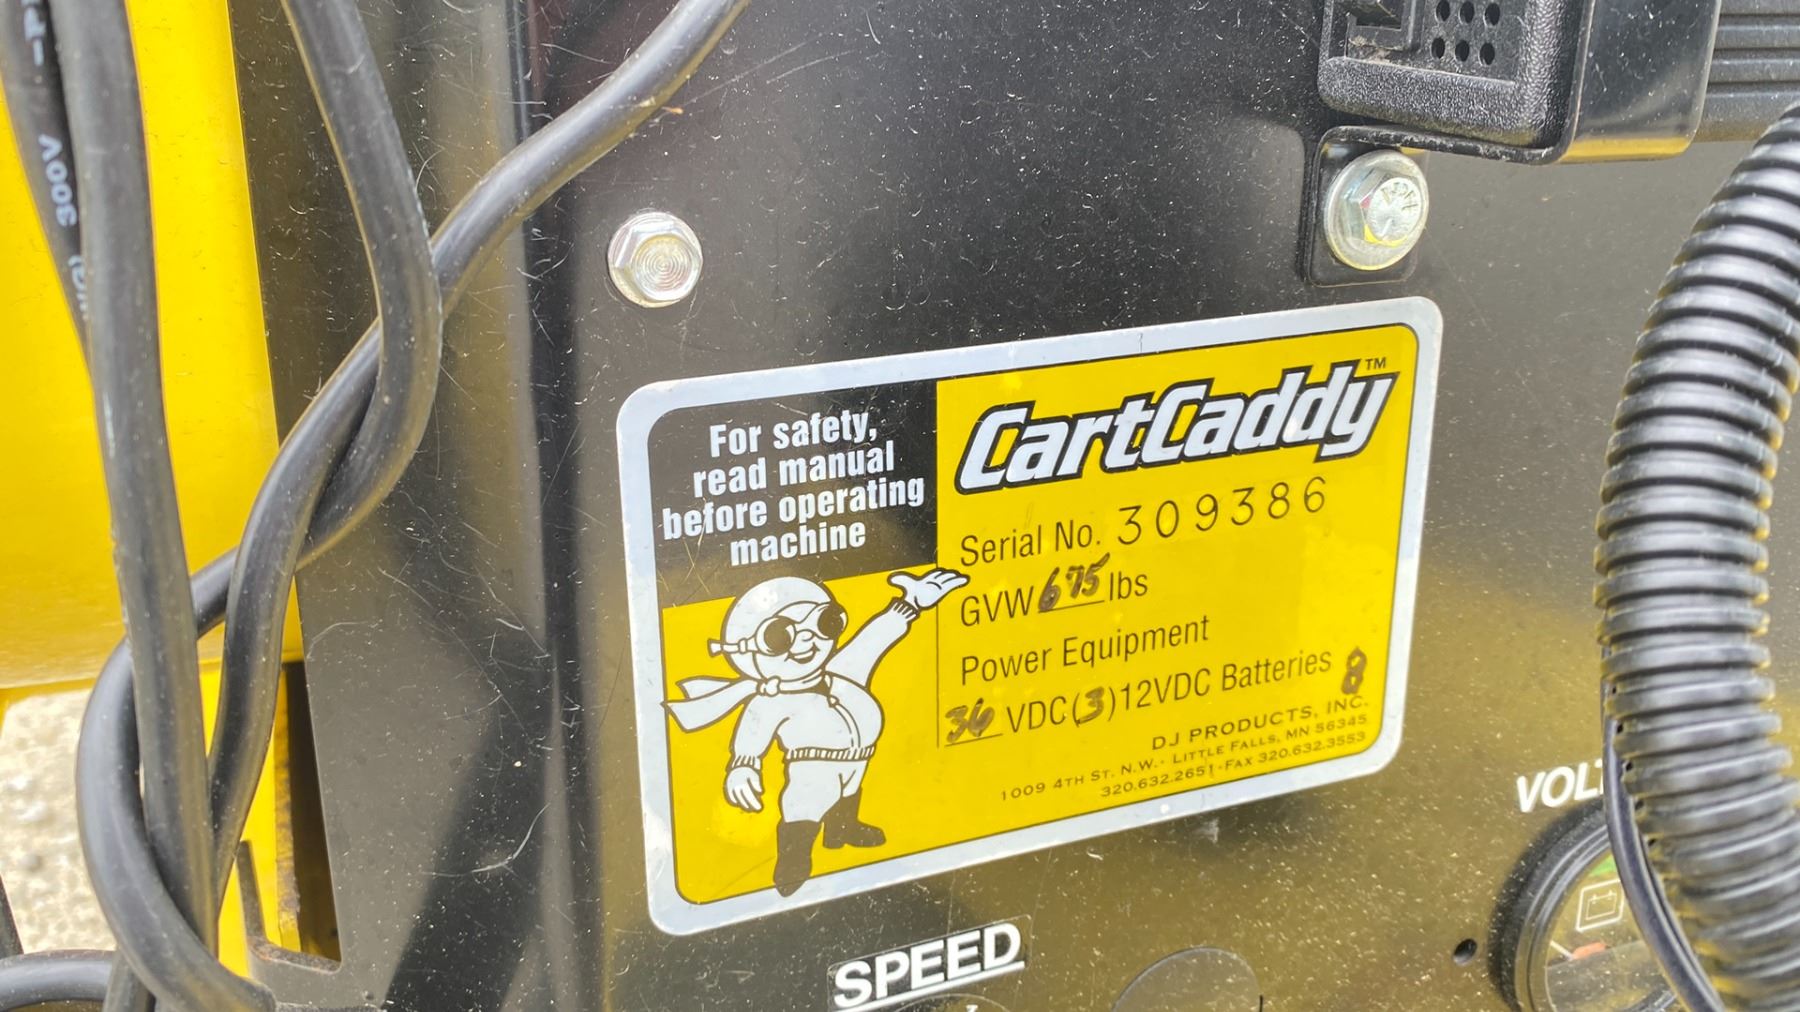 300V
For safety,
read manual
before operating
machine
CartCaddy™
Serial No. 309386
GVW 675 lbs
Power Equipment
36 VDC(3)12VDC Batteries 8
DJ PRODUCTS, INC.
1009 4TH ST. N.W. · LITTLE FALLS, MN 56345
320.632.2651 · FAX 320.632.3553
SPEED